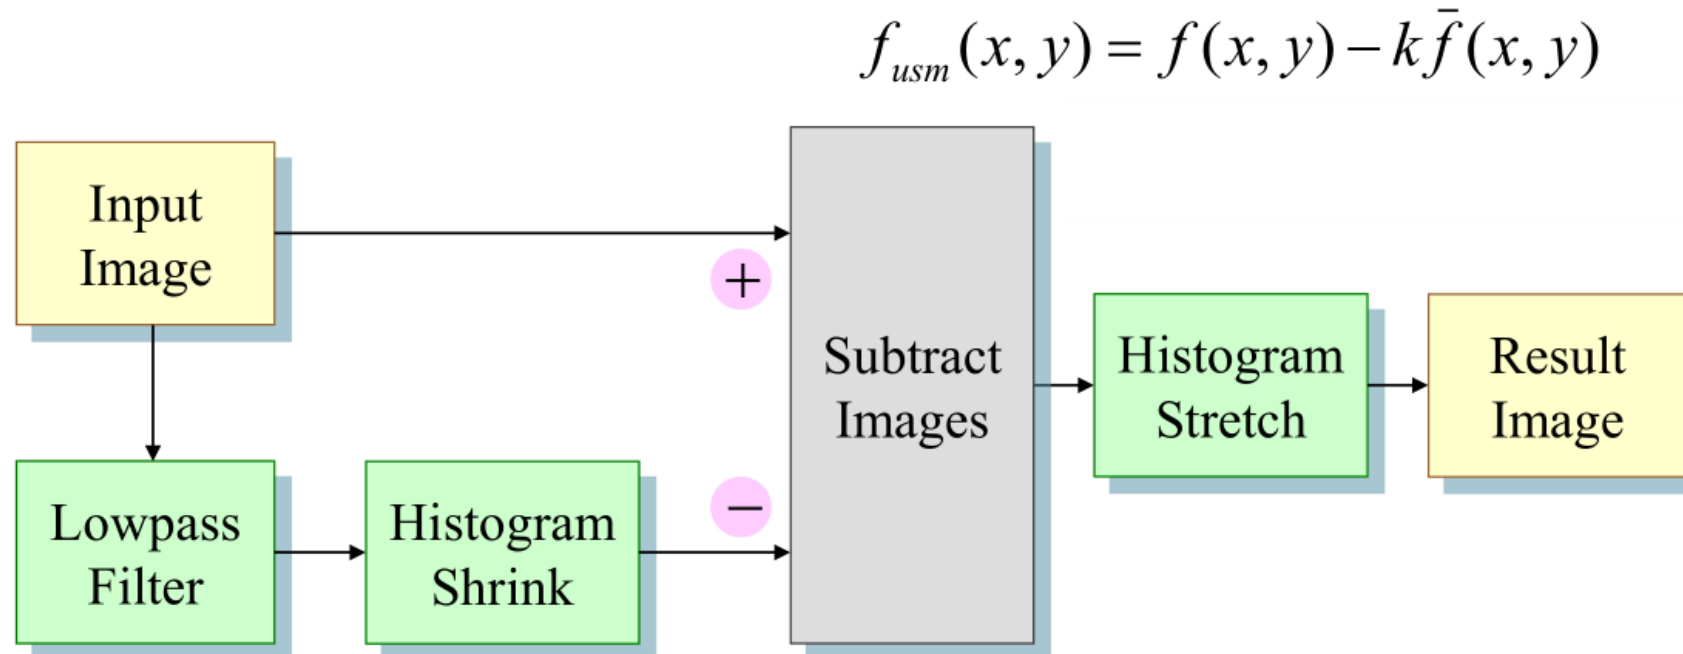 f_usm(x, y) = f(x, y) − k f̄(x, y)
Input
Image
+
Subtract
Images
Histogram
Stretch
Result
Image
Lowpass
Filter
Histogram
Shrink
−